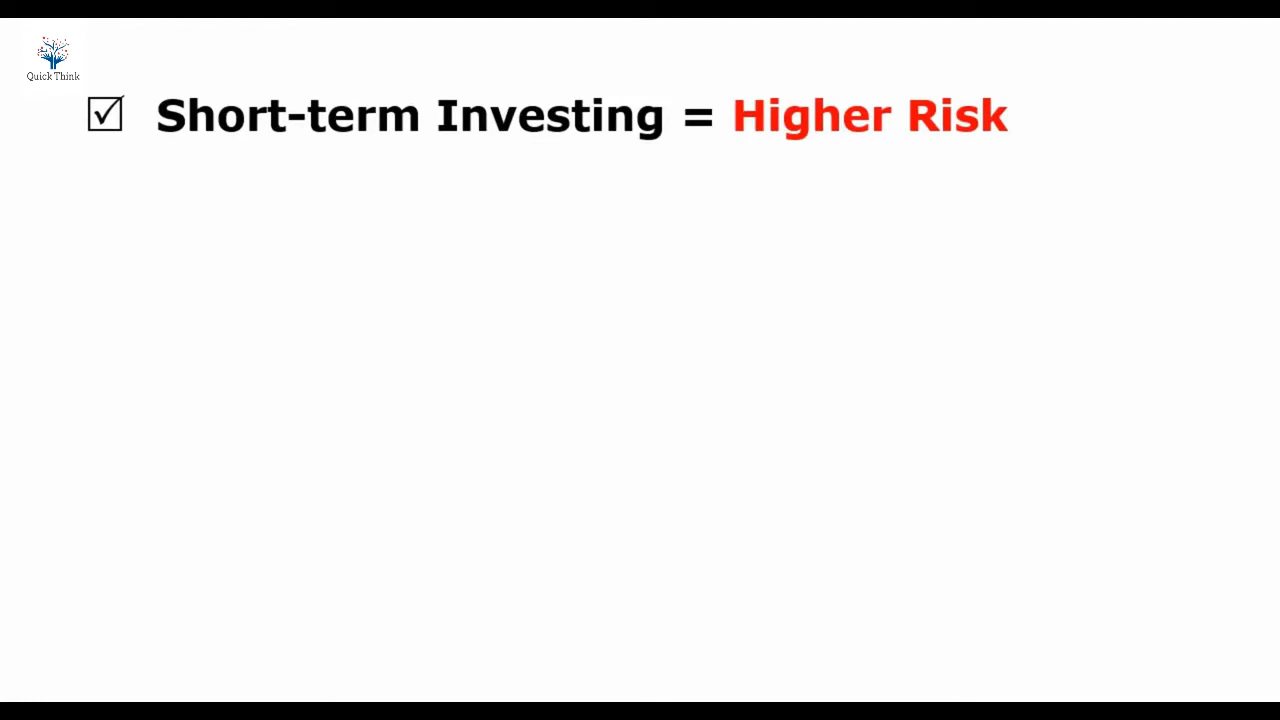 Quick Think
☑ Short-term Investing = Higher Risk